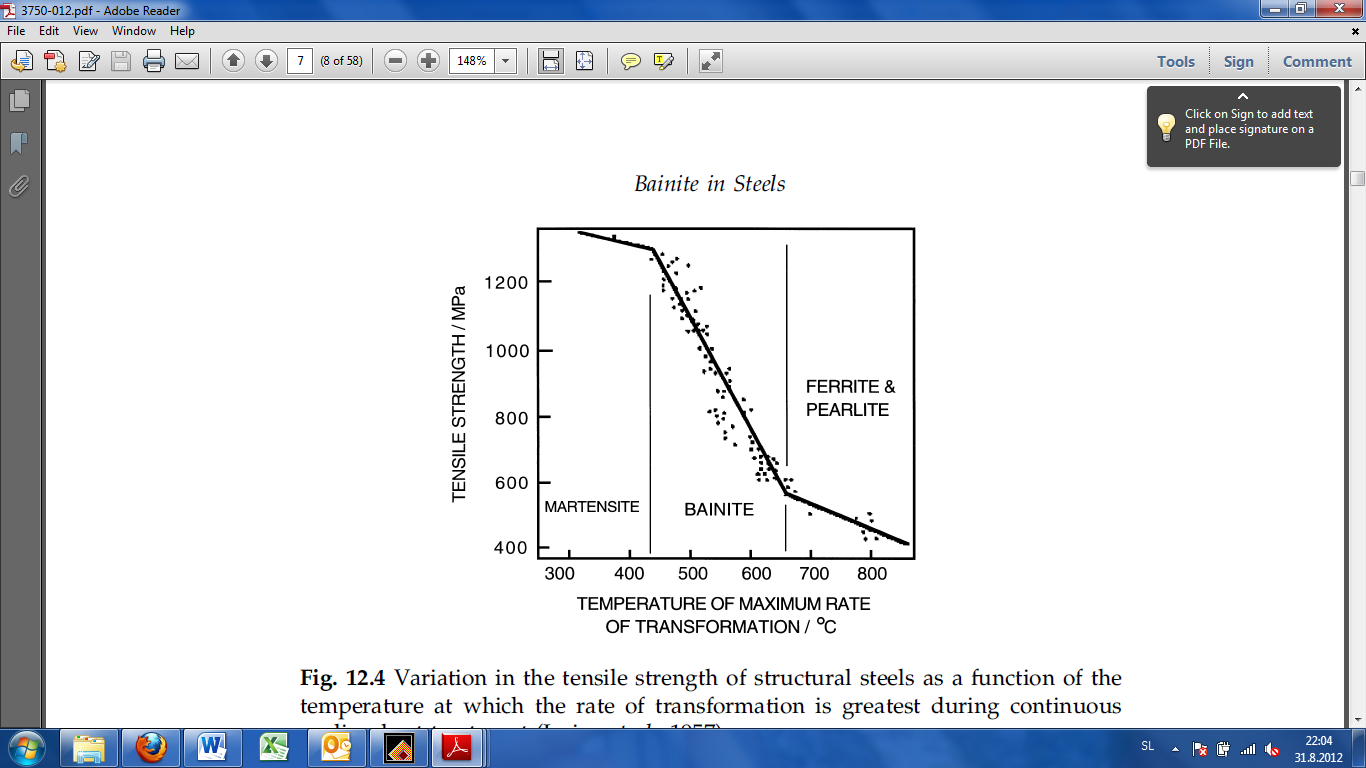 3750-012.pdf - Adobe Reader
File Edit View Window Help
7 (8 of 58) 148% Tools Sign Comment
Click on Sign to add text
and place signature on a
PDF File.
Bainite in Steels
TENSILE STRENGTH / MPa
1200
1000
800
600
400
FERRITE &
PEARLITE
MARTENSITE
BAINITE
300 400 500 600 700 800
TEMPERATURE OF MAXIMUM RATE
OF TRANSFORMATION / °C
Fig. 12.4 Variation in the tensile strength of structural steels as a function of the
temperature at which the rate of transformation is greatest during continuous
SL
22:04
31.8.2012